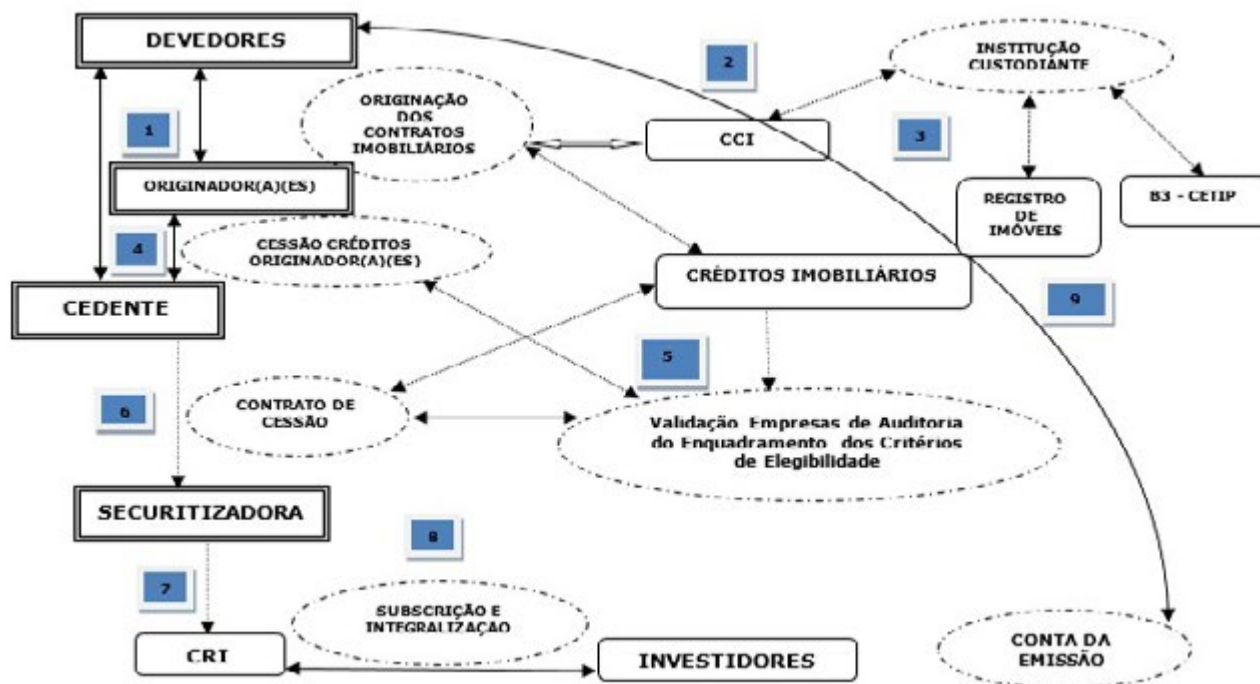 DEVEDORES
2
INSTITUÇÃO
CUSTODIANTE
ORIGINAÇÃO
DOS
CONTRATOS
IMOBILIÁRIOS
1
CCI
3
ORIGINADOR(A)(ES)
REGISTRO
DE
IMÓVEIS
B3 - CETIP
4
CESSÃO CRÉDITOS
ORIGINADOR(A)(ES)
CRÉDITOS IMOBILIÁRIOS
CEDENTE
9
5
6
CONTRATO DE
CESSÃO
Validação Empresas de Auditoria
do Enquadramento dos Critérios
de Elegibilidade
SECURITIZADORA
8
7
SUBSCRIÇÃO E
INTEGRALIZAÇÃO
CRI
INVESTIDORES
CONTA DA
EMISSÃO